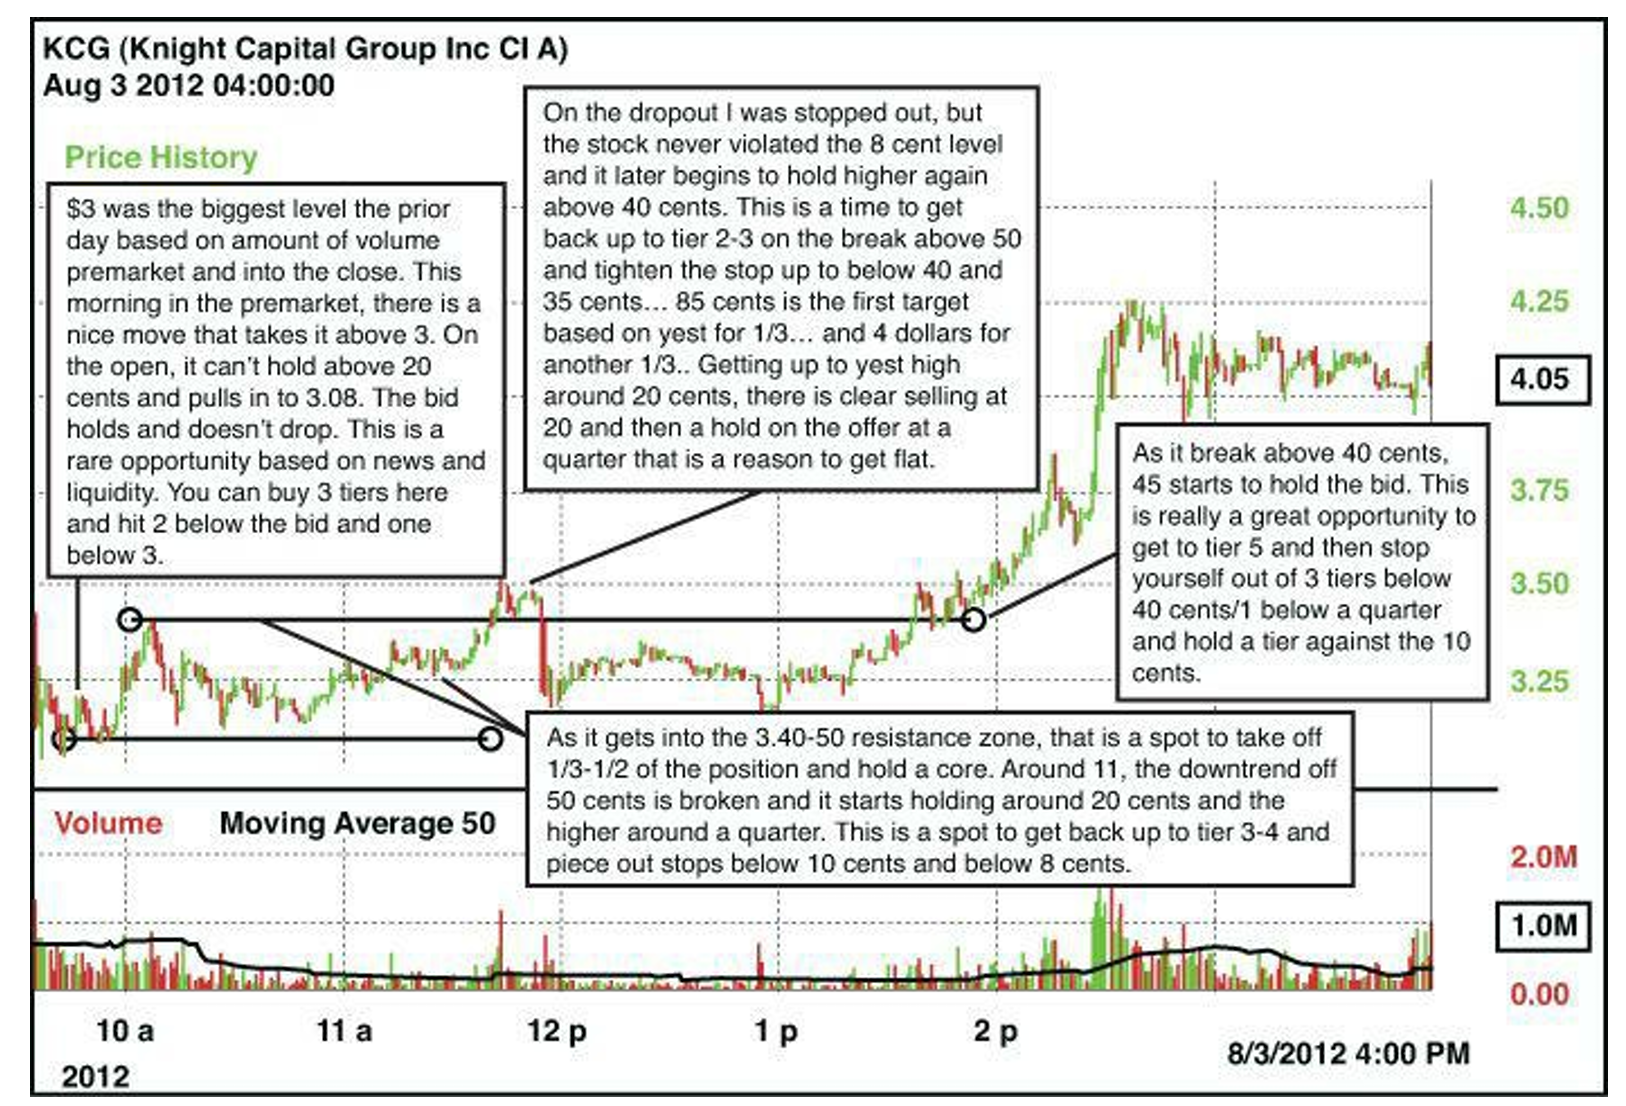 KCG (Knight Capital Group Inc Cl A)
Aug 3 2012 04:00:00
Price History
$3 was the biggest level the prior
day based on amount of volume
premarket and into the close. This
morning in the premarket, there is a
nice move that takes it above 3. On
the open, it can't hold above 20
cents and pulls in to 3.08. The bid
holds and doesn't drop. This is a
rare opportunity based on news and
liquidity. You can buy 3 tiers here
and hit 2 below the bid and one
below 3.
On the dropout I was stopped out, but
the stock never violated the 8 cent level
and it later begins to hold higher again
above 40 cents. This is a time to get
back up to tier 2-3 on the break above 50
and tighten the stop up to below 40 and
35 cents... 85 cents is the first target
based on yest for 1/3... and 4 dollars for
another 1/3.. Getting up to yest high
around 20 cents, there is clear selling at
20 and then a hold on the offer at a
quarter that is a reason to get flat.
4.50
4.25
4.05
3.75
3.50
3.25
As it break above 40 cents,
45 starts to hold the bid. This
is really a great opportunity to
get to tier 5 and then stop
yourself out of 3 tiers below
40 cents/1 below a quarter
and hold a tier against the 10
cents.
As it gets into the 3.40-50 resistance zone, that is a spot to take off
1/3-1/2 of the position and hold a core. Around 11, the downtrend off
50 cents is broken and it starts holding around 20 cents and the
higher around a quarter. This is a spot to get back up to tier 3-4 and
piece out stops below 10 cents and below 8 cents.
Volume Moving Average 50
2.0M
1.0M
0.00
10 a 11 a 12 p 1 p 2 p
8/3/2012 4:00 PM
2012